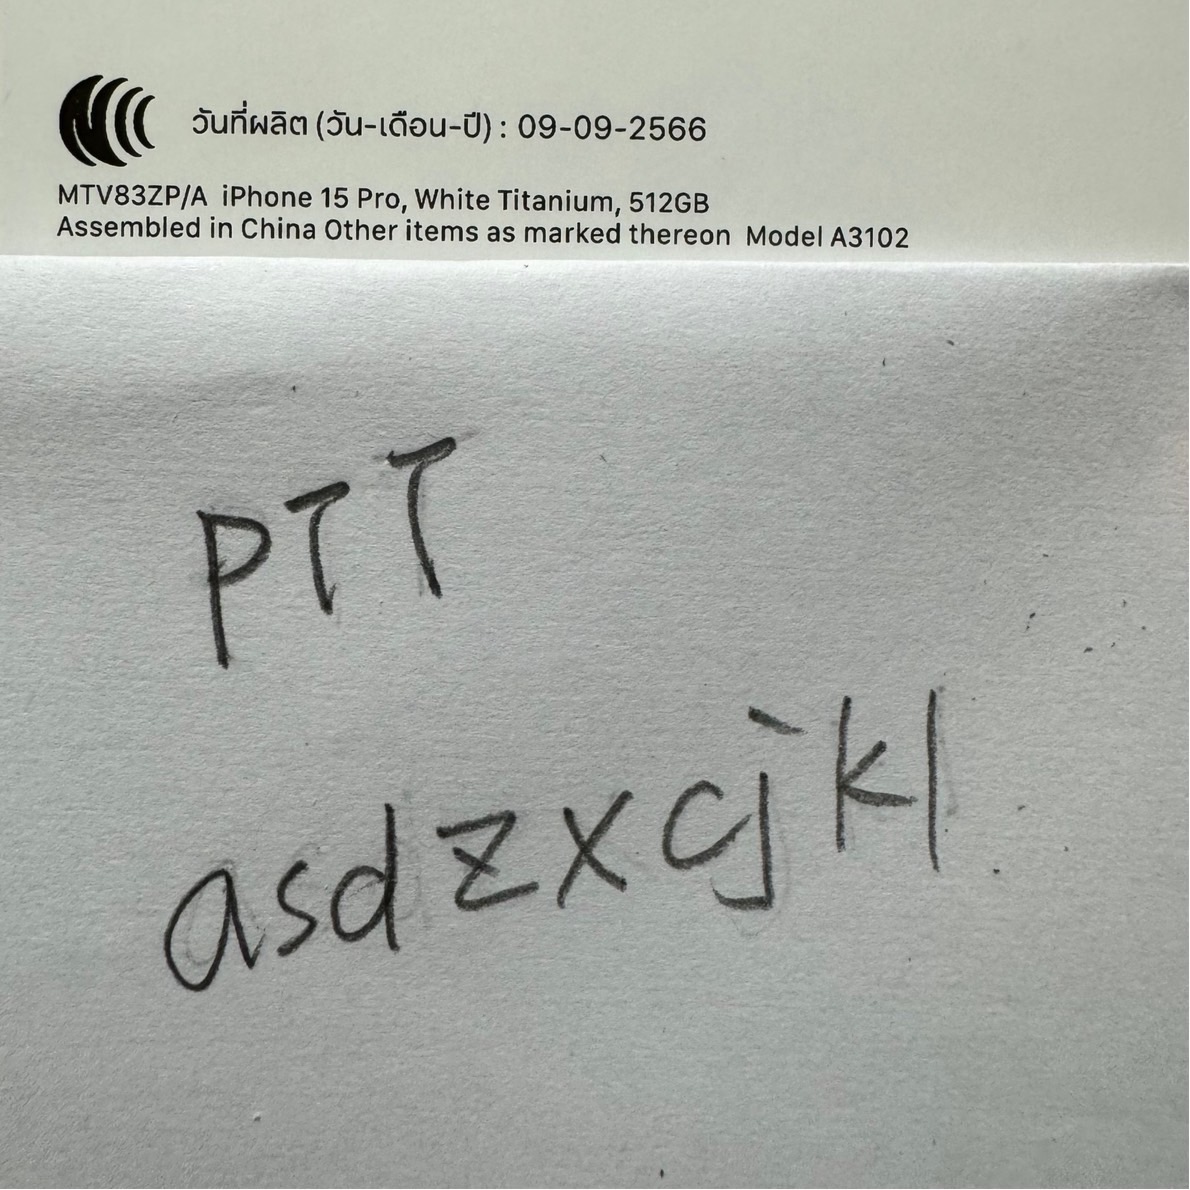 วันที่ผลิต (วัน-เดือน-ปี) : 09-09-2566
MTV83ZP/A iPhone 15 Pro, White Titanium, 512GB
Assembled in China Other items as marked thereon Model A3102
PTT
asdzxcjkl